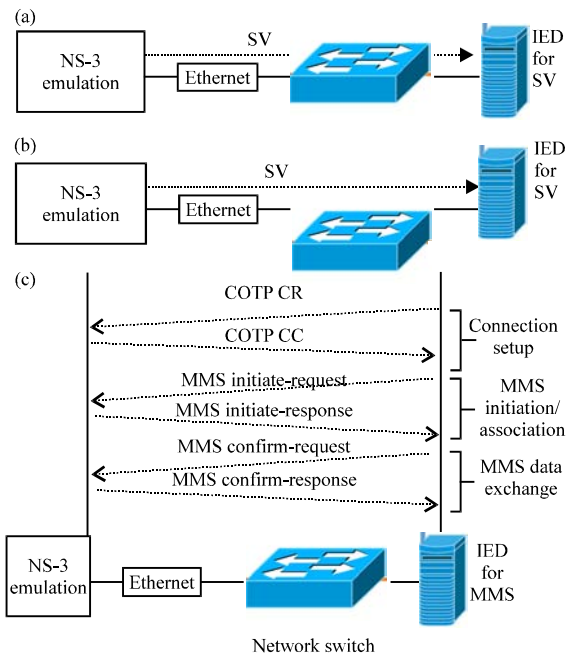 (a)
NS-3
emulation
SV
Ethernet
IED
for
SV
(b)
NS-3
emulation
SV
Ethernet
IED
for
SV
(c)
COTP CR
COTP CC
Connection
setup
MMS initiate-request
MMS initiate-response
MMS
initiation/
association
MMS confirm-request
MMS confirm-response
MMS data
exchange
NS-3
emulation
Ethernet
IED
for
MMS
Network switch